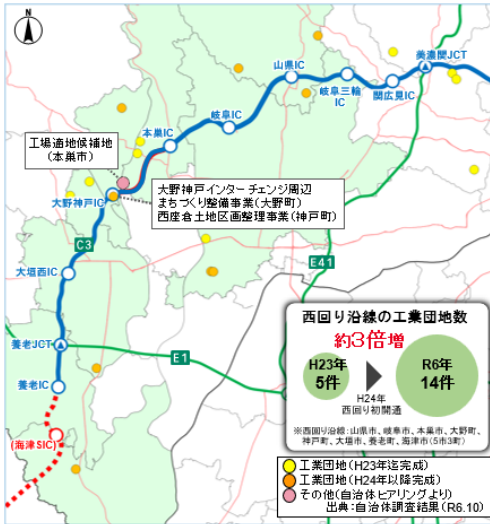 N
美濃関JCT
山県IC
岐阜三輪
IC
関広見IC
岐阜IC
本巣IC
工場適地候補地
(本巣市)
大野神戸インターチェンジ周辺
まちづくり整備事業(大野町)
西座倉土地区画整理事業(神戸町)
大野神戸IC
C3
大垣西IC
E41
養老JCT
E1
養老IC
(海津SIC)
西回り沿線の工業団地数
約3倍増
H23年
5件
R6年
14件
H24年
西回り初開通
※西回り沿線:山県市、岐阜市、本巣市、大野町、
神戸町、大垣市、養老町、海津市(5市3町)
工業団地(H23年迄完成)
工業団地(H24年以降完成)
その他(自治体ヒアリングより)
出典:自治体調査結果(R6.10)